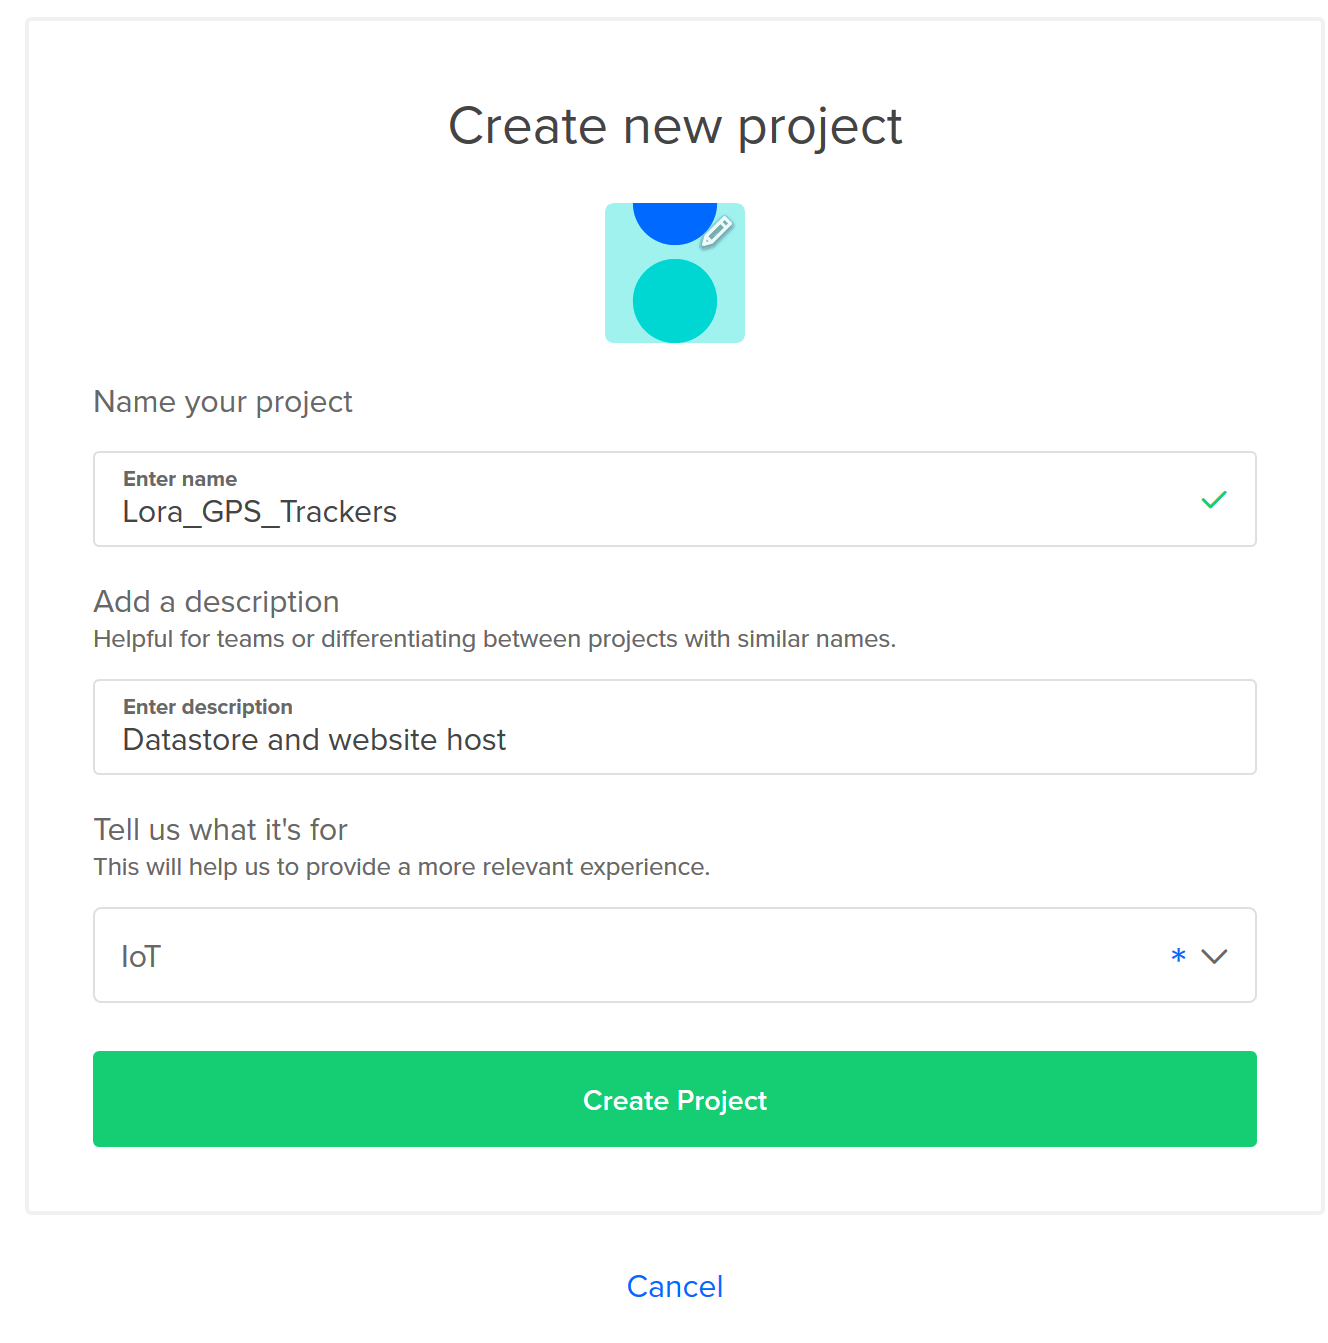 Create new project
Name your project
Enter name
Lora_GPS_Trackers
Add a description
Helpful for teams or differentiating between projects with similar names.
Enter description
Datastore and website host
Tell us what it's for
This will help us to provide a more relevant experience.
IoT *
Create Project
Cancel